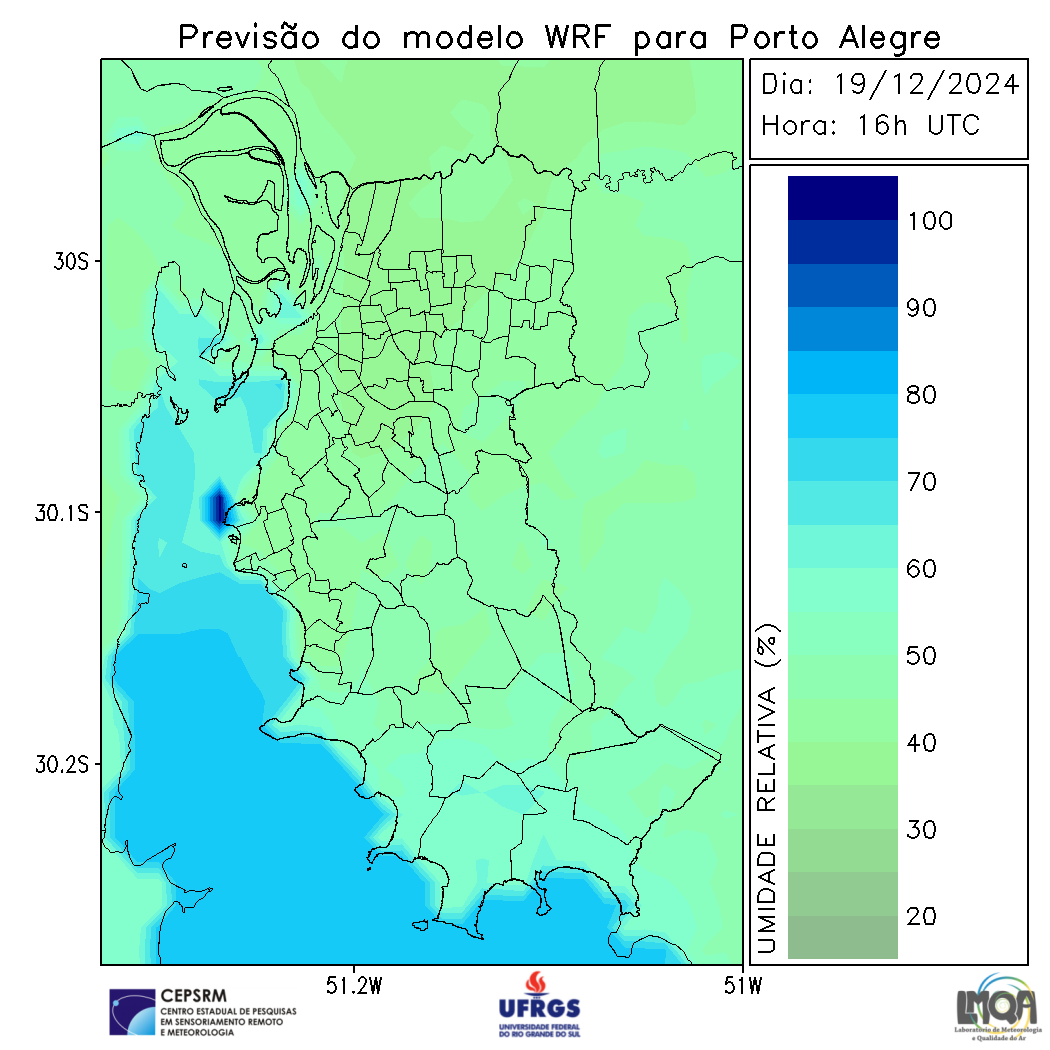 Previsão do modelo WRF para Porto Alegre
Dia: 19/12/2024
Hora: 16h UTC
30S
30.1S
30.2S
51.2W
51W
UMIDADE RELATIVA (%)
100
90
80
70
60
50
40
30
20
CEPSRM
CENTRO ESTADUAL DE PESQUISAS
EM SENSORIAMENTO REMOTO
E METEOROLOGIA
UFRGS
UNIVERSIDADE FEDERAL
DO RIO GRANDE DO SUL
LMQA
Laboratório de Meteorologia
e Qualidade do Ar